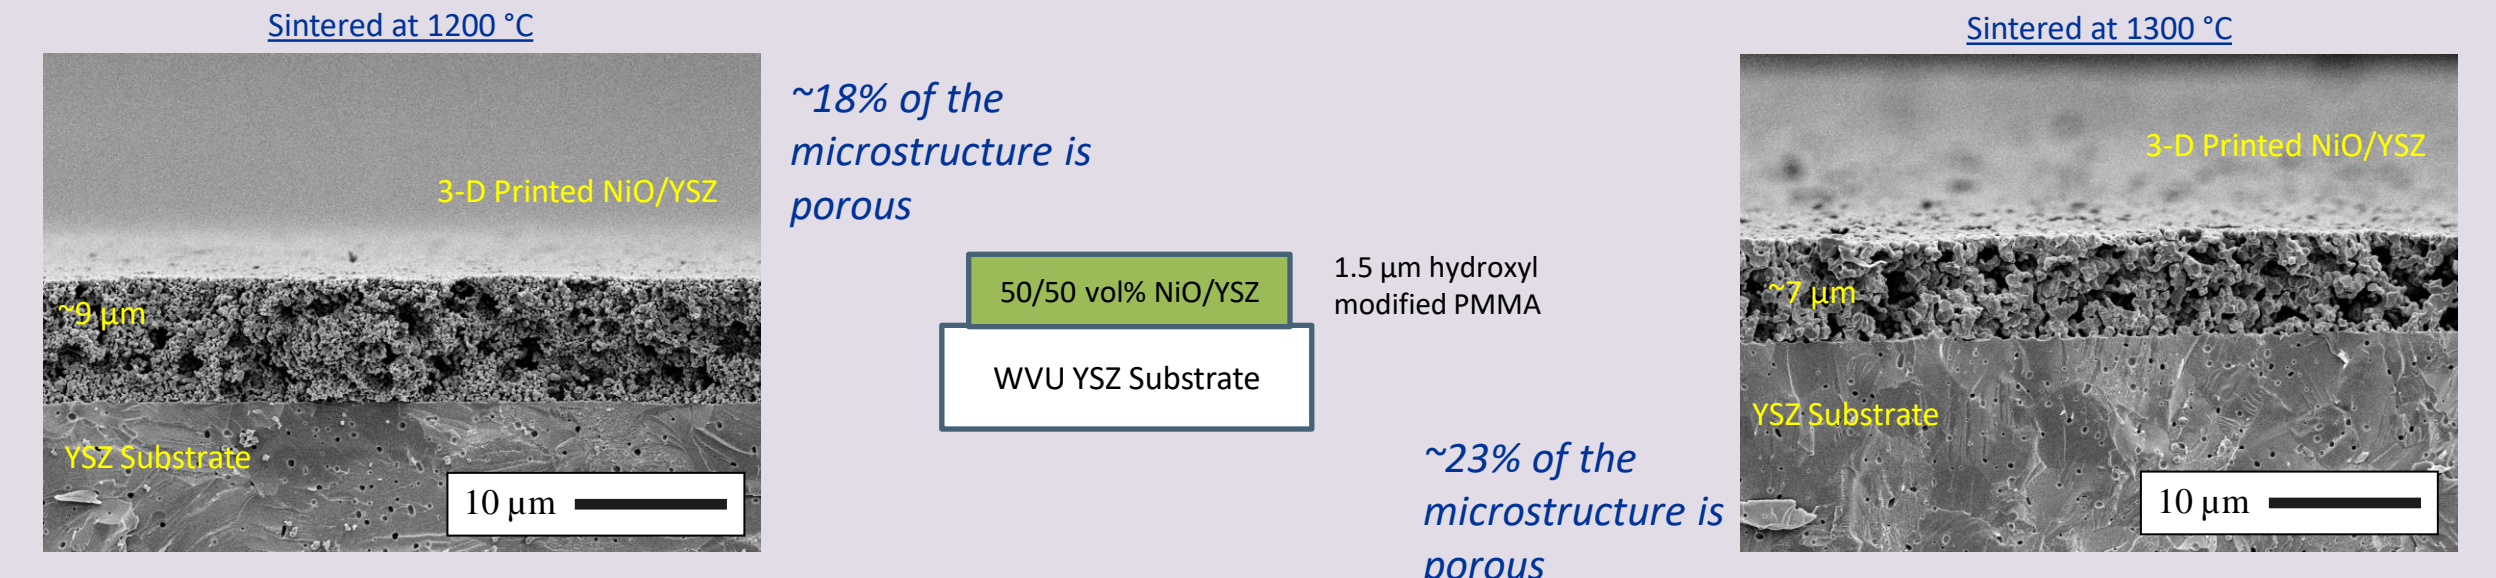 Sintered at 1200 °C
3-D Printed NiO/YSZ
~9 µm
YSZ Substrate
10 µm
~18% of the
microstructure is
porous
50/50 vol% NiO/YSZ
WVU YSZ Substrate
1.5 µm hydroxyl
modified PMMA
~23% of the
microstructure is
porous
Sintered at 1300 °C
3-D Printed NiO/YSZ
~7 µm
YSZ Substrate
10 µm